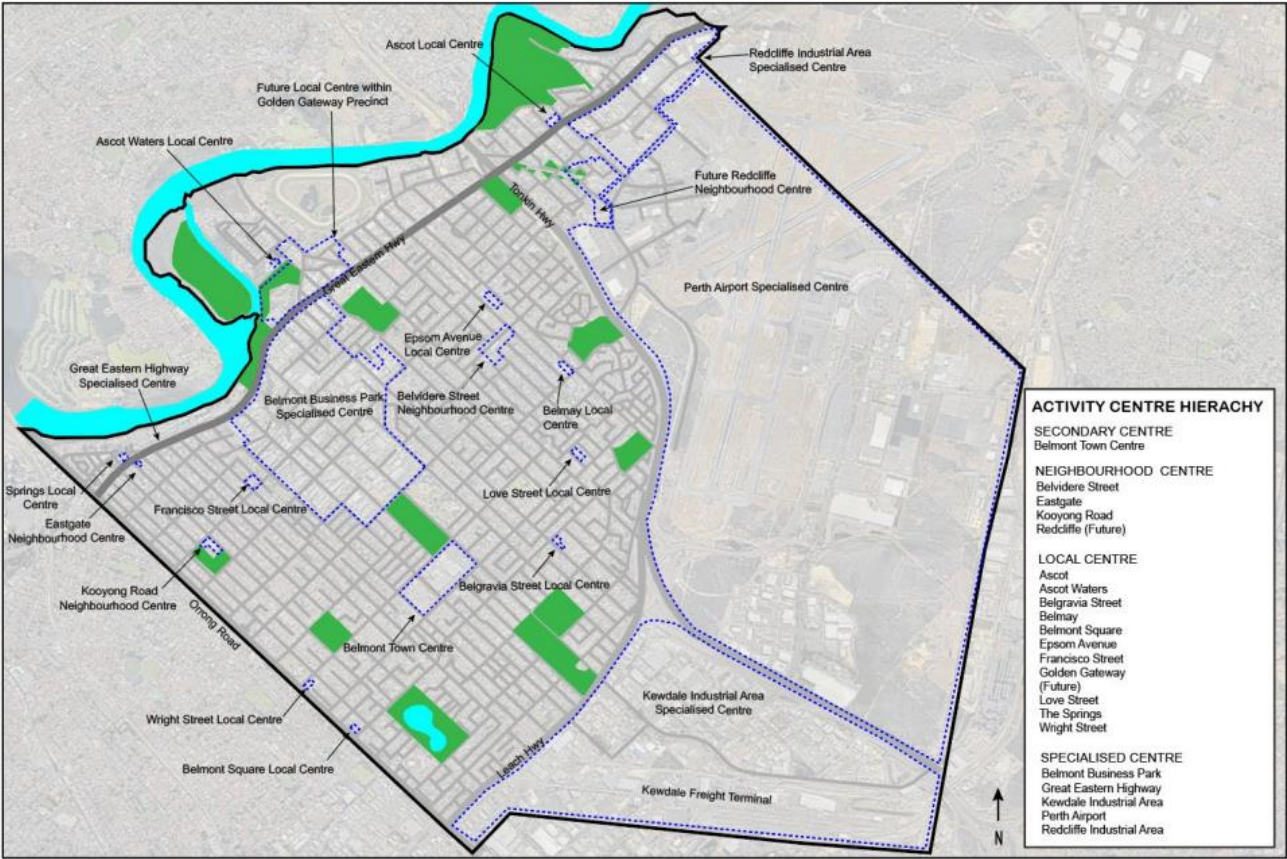 Ascot Local Centre
Redcliffe Industrial Area
Specialised Centre
Future Local Centre within
Golden Gateway Precinct
Ascot Waters Local Centre
Future Redcliffe
Neighbourhood Centre
Tonkin Hwy
Great Eastern Hwy
Perth Airport Specialised Centre
Epsom Avenue
Local Centre
Great Eastern Highway
Specialised Centre
Belmont Business Park
Specialised Centre
Belvidere Street
Neighbourhood Centre
Belmay Local
Centre
Springs Local
Centre
Eastgate
Neighbourhood Centre
Francisco Street Local Centre
Love Street Local Centre
Kooyong Road
Neighbourhood Centre
Belgravia Street Local Centre
Orrong Road
Belmont Town Centre
Wright Street Local Centre
Kewdale Industrial Area
Specialised Centre
Belmont Square Local Centre
Leach Hwy
Kewdale Freight Terminal
N
ACTIVITY CENTRE HIERACHY
SECONDARY CENTRE
Belmont Town Centre
NEIGHBOURHOOD CENTRE
Belvidere Street
Eastgate
Kooyong Road
Redcliffe (Future)
LOCAL CENTRE
Ascot
Ascot Waters
Belgravia Street
Belmay
Belmont Square
Epsom Avenue
Francisco Street
Golden Gateway
(Future)
Love Street
The Springs
Wright Street
SPECIALISED CENTRE
Belmont Business Park
Great Eastern Highway
Kewdale Industrial Area
Perth Airport
Redcliffe Industrial Area